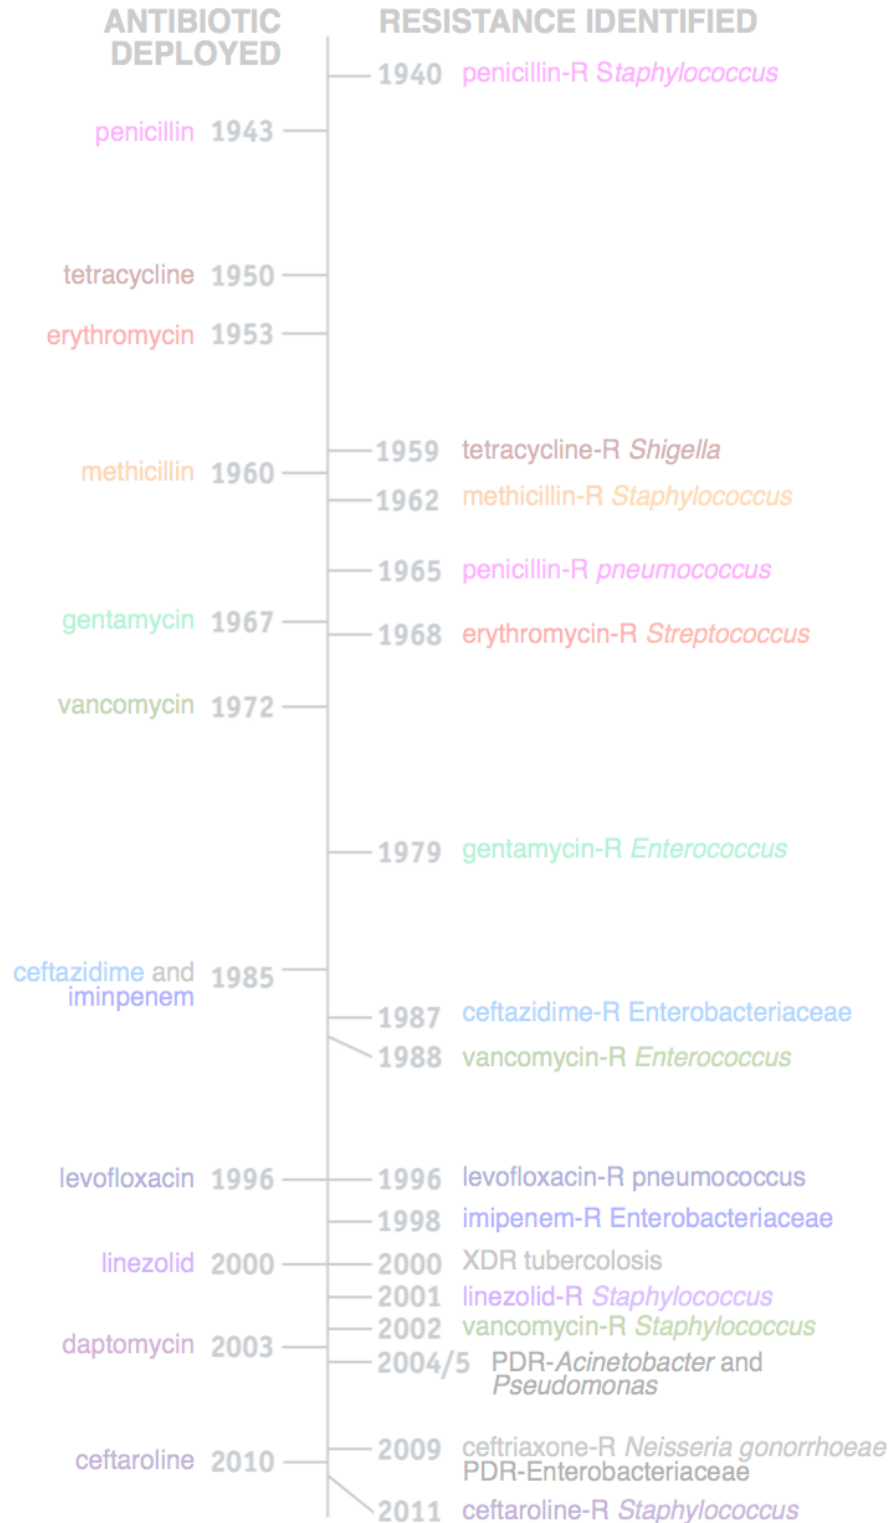 ANTIBIOTIC
DEPLOYED
RESISTANCE IDENTIFIED
1940 penicillin-R Staphylococcus
penicillin 1943
tetracycline 1950
erythromycin 1953
1959 tetracycline-R Shigella
methicillin 1960
1962 methicillin-R Staphylococcus
1965 penicillin-R pneumococcus
gentamycin 1967
1968 erythromycin-R Streptococcus
vancomycin 1972
1979 gentamycin-R Enterococcus
ceftazidime and
iminpenem
1985
1987 ceftazidime-R Enterobacteriaceae
1988 vancomycin-R Enterococcus
levofloxacin 1996
1996 levofloxacin-R pneumococcus
1998 imipenem-R Enterobacteriaceae
linezolid 2000
2000 XDR tubercolosis
2001 linezolid-R Staphylococcus
2002 vancomycin-R Staphylococcus
daptomycin 2003
2004/5 PDR-Acinetobacter and
Pseudomonas
2009 ceftriaxone-R Neisseria gonorrhoeae
PDR-Enterobacteriaceae
ceftaroline 2010
2011 ceftaroline-R Staphylococcus